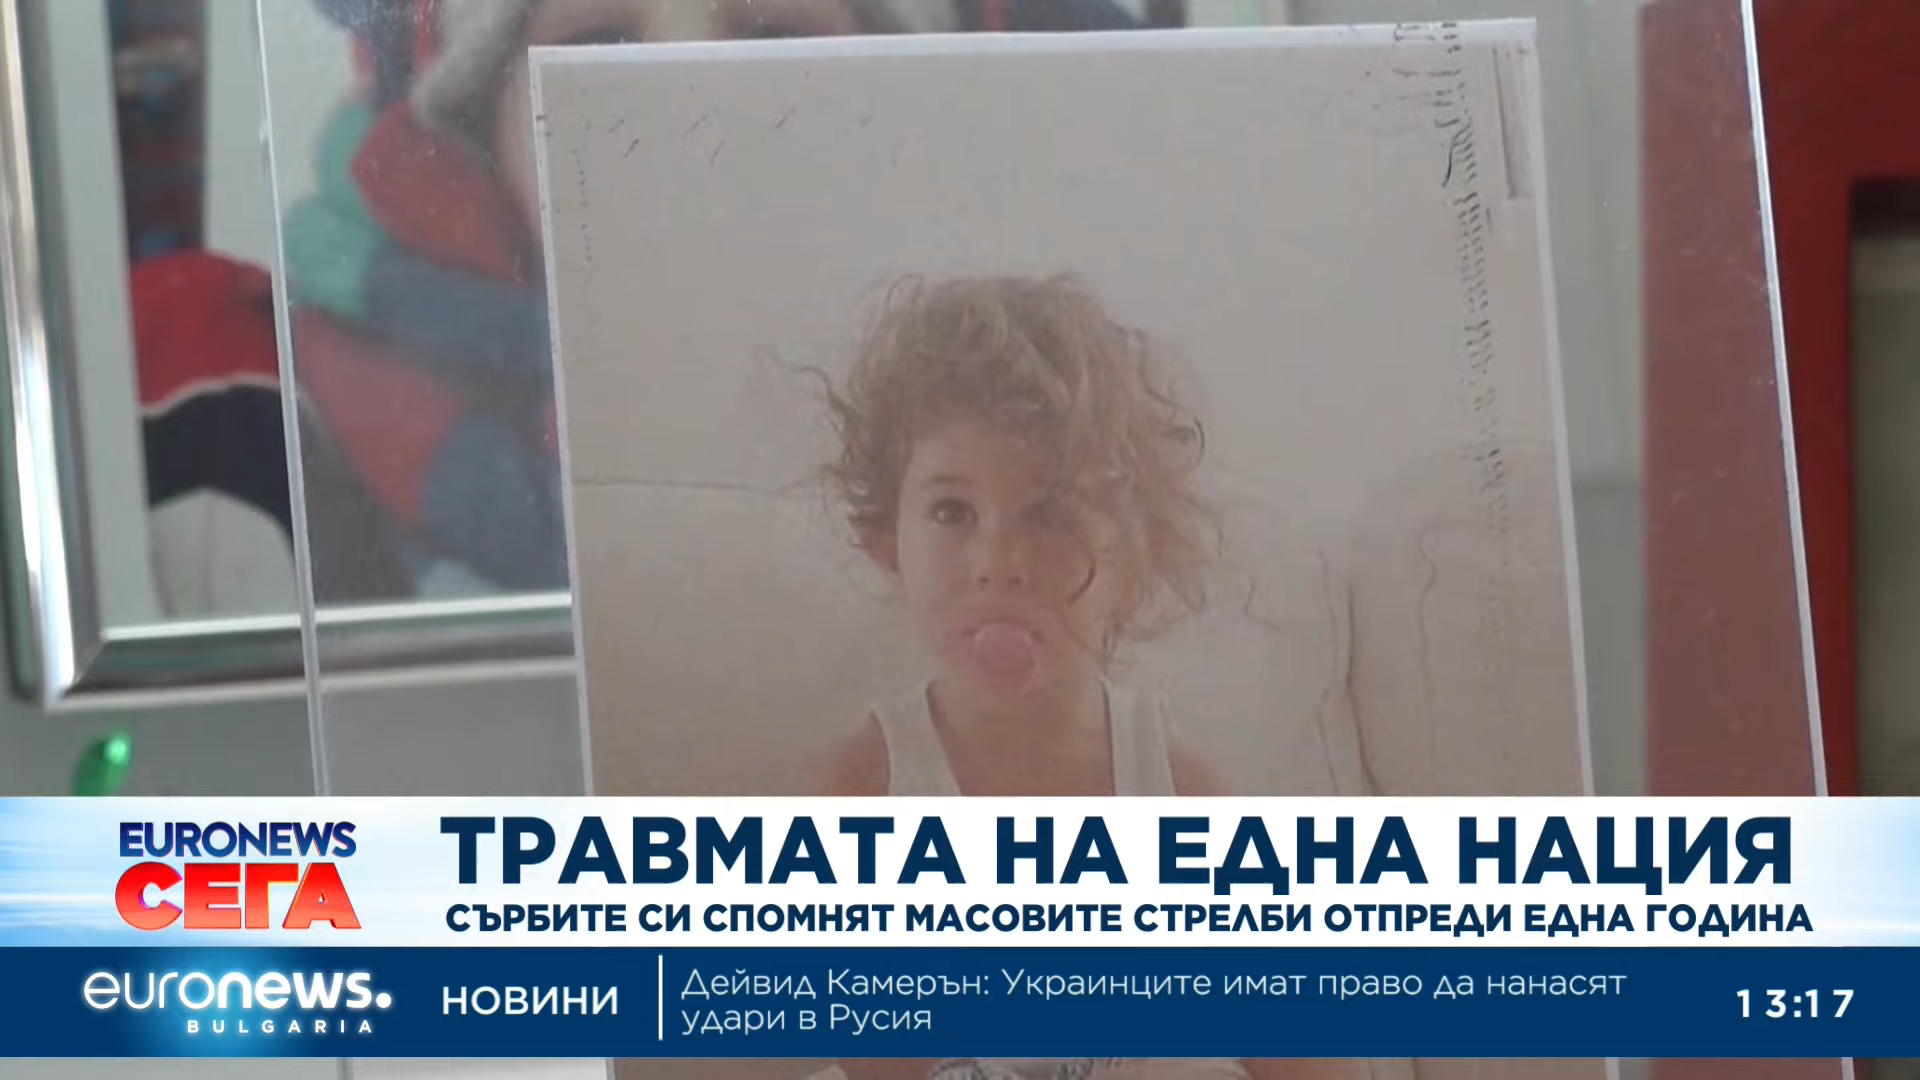 EURONEWS
СЕГА
ТРАВМАТА НА ЕДНА НАЦИЯ
СЪРБИТЕ СИ СПОМНЯТ МАСОВИТЕ СТРЕЛБИ ОТПРЕДИ ЕДНА ГОДИНА
euronews.
BULGARIA
НОВИНИ
Дейвид Камерън: Украинците имат право да нанасят
удари в Русия
13:17